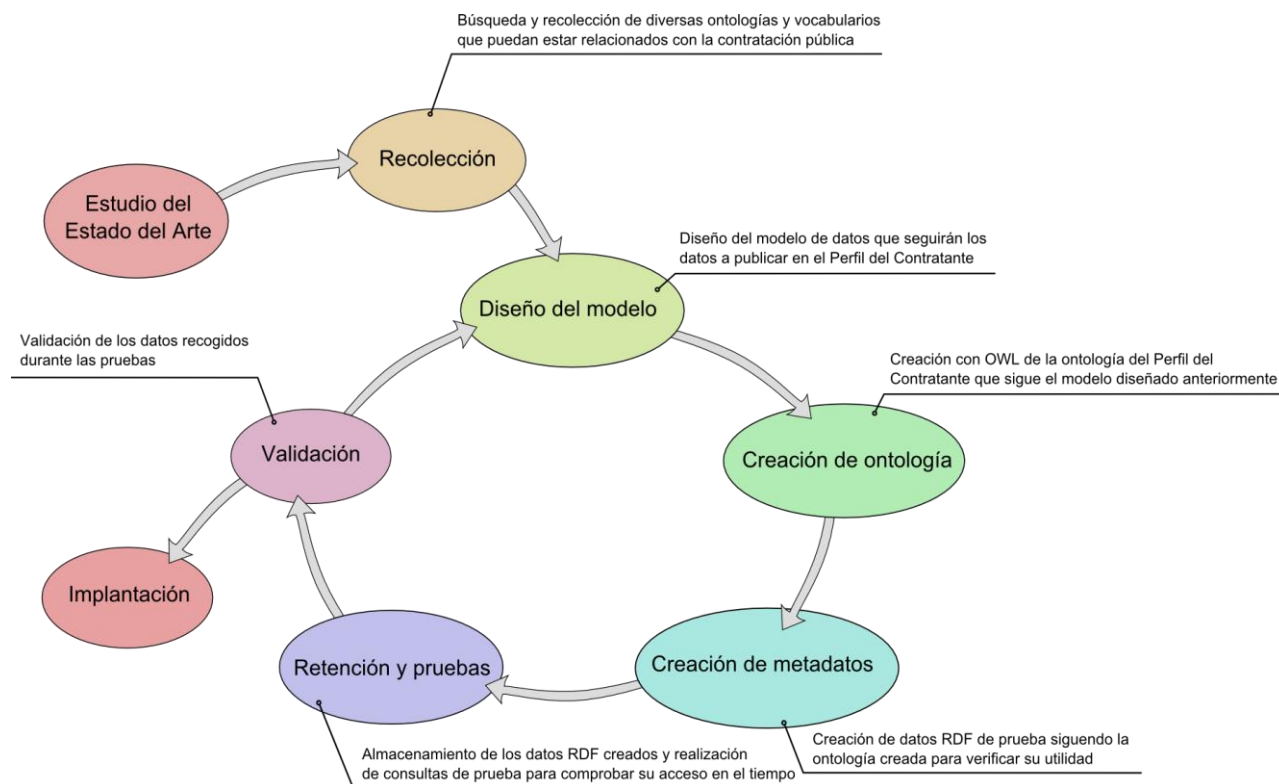 Búsqueda y recolección de diversas ontologías y vocabularios
que puedan estar relacionados con la contratación pública
Recolección
Estudio del
Estado del Arte
Diseño del modelo de datos que seguirán los
datos a publicar en el Perfil del Contratante
Diseño del modelo
Validación de los datos recogidos
durante las pruebas
Creación con OWL de la ontología del Perfil del
Contratante que sigue el modelo diseñado anteriormente
Validación
Creación de ontología
Implantación
Retención y pruebas
Creación de metadatos
Almacenamiento de los datos RDF creados y realización
de consultas de prueba para comprobar su acceso en el tiempo
Creación de datos RDF de prueba siguendo la
ontología creada para verificar su utilidad